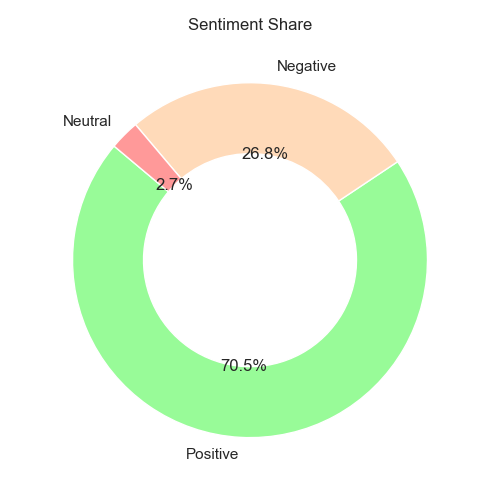 Sentiment Share
Negative
Neutral
26.8%
2.7%
70.5%
Positive